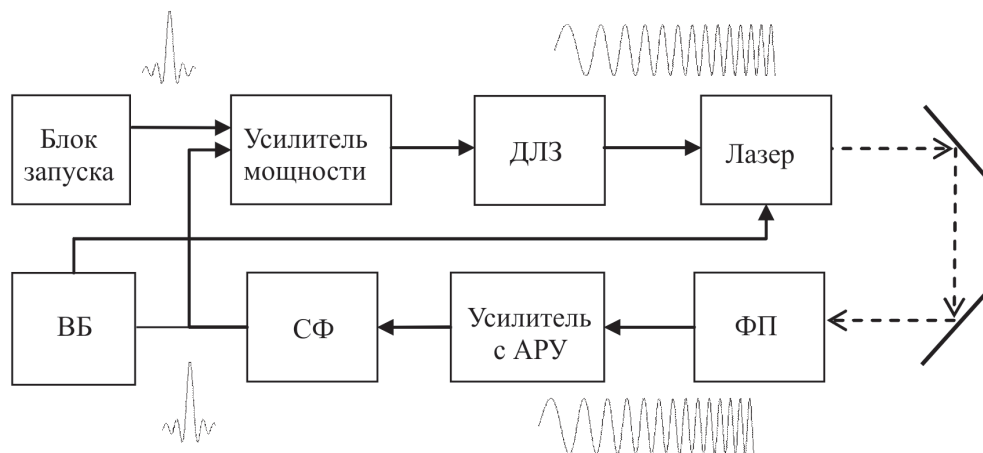 Блок
запуска
Усилитель
мощности
ДЛЗ
Лазер
ВБ
СФ
Усилитель
с АРУ
ФП